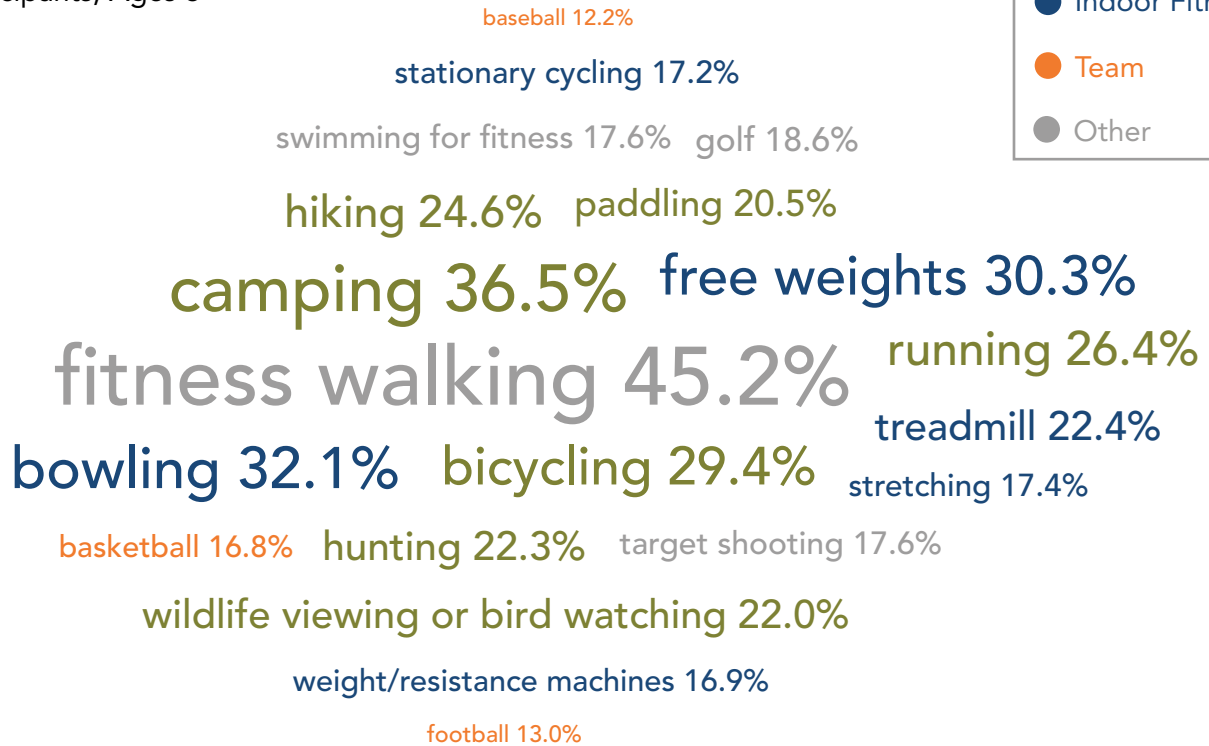 baseball 12.2%
stationary cycling 17.2%
Indoor
Team
Other
swimming for fitness 17.6% golf 18.6%
hiking 24.6% paddling 20.5%
camping 36.5% free weights 30.3%
fitness walking 45.2% running 26.4%
treadmill 22.4%
bowling 32.1% bicycling 29.4% stretching 17.4%
basketball 16.8% hunting 22.3% target shooting 17.6%
wildlife viewing or bird watching 22.0%
weight/resistance machines 16.9%
football 13.0%